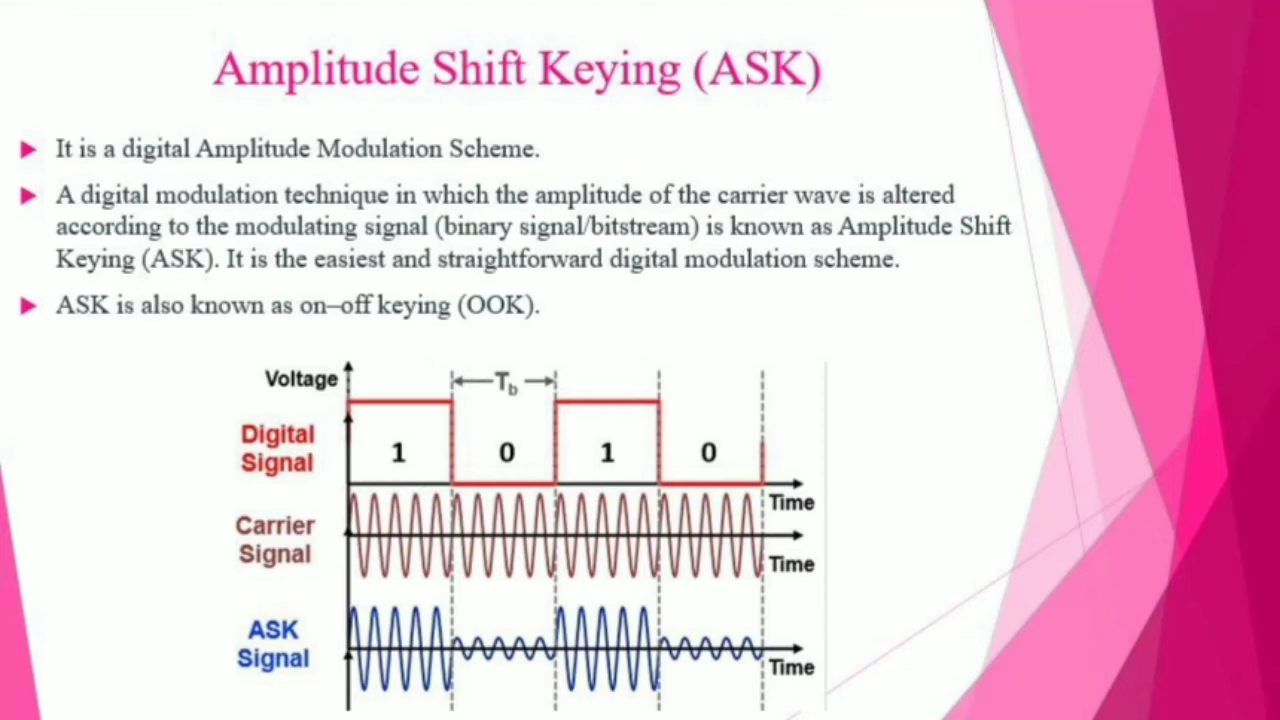 Amplitude Shift Keying (ASK)
It is a digital Amplitude Modulation Scheme.
A digital modulation technique in which the amplitude of the carrier wave is altered
according to the modulating signal (binary signal/bitstream) is known as Amplitude Shift
Keying (ASK). It is the easiest and straightforward digital modulation scheme.
ASK is also known as on–off keying (OOK).
Voltage
Tb
Digital
Signal
1 0 1 0
Time
Carrier
Signal
Time
ASK
Signal
Time